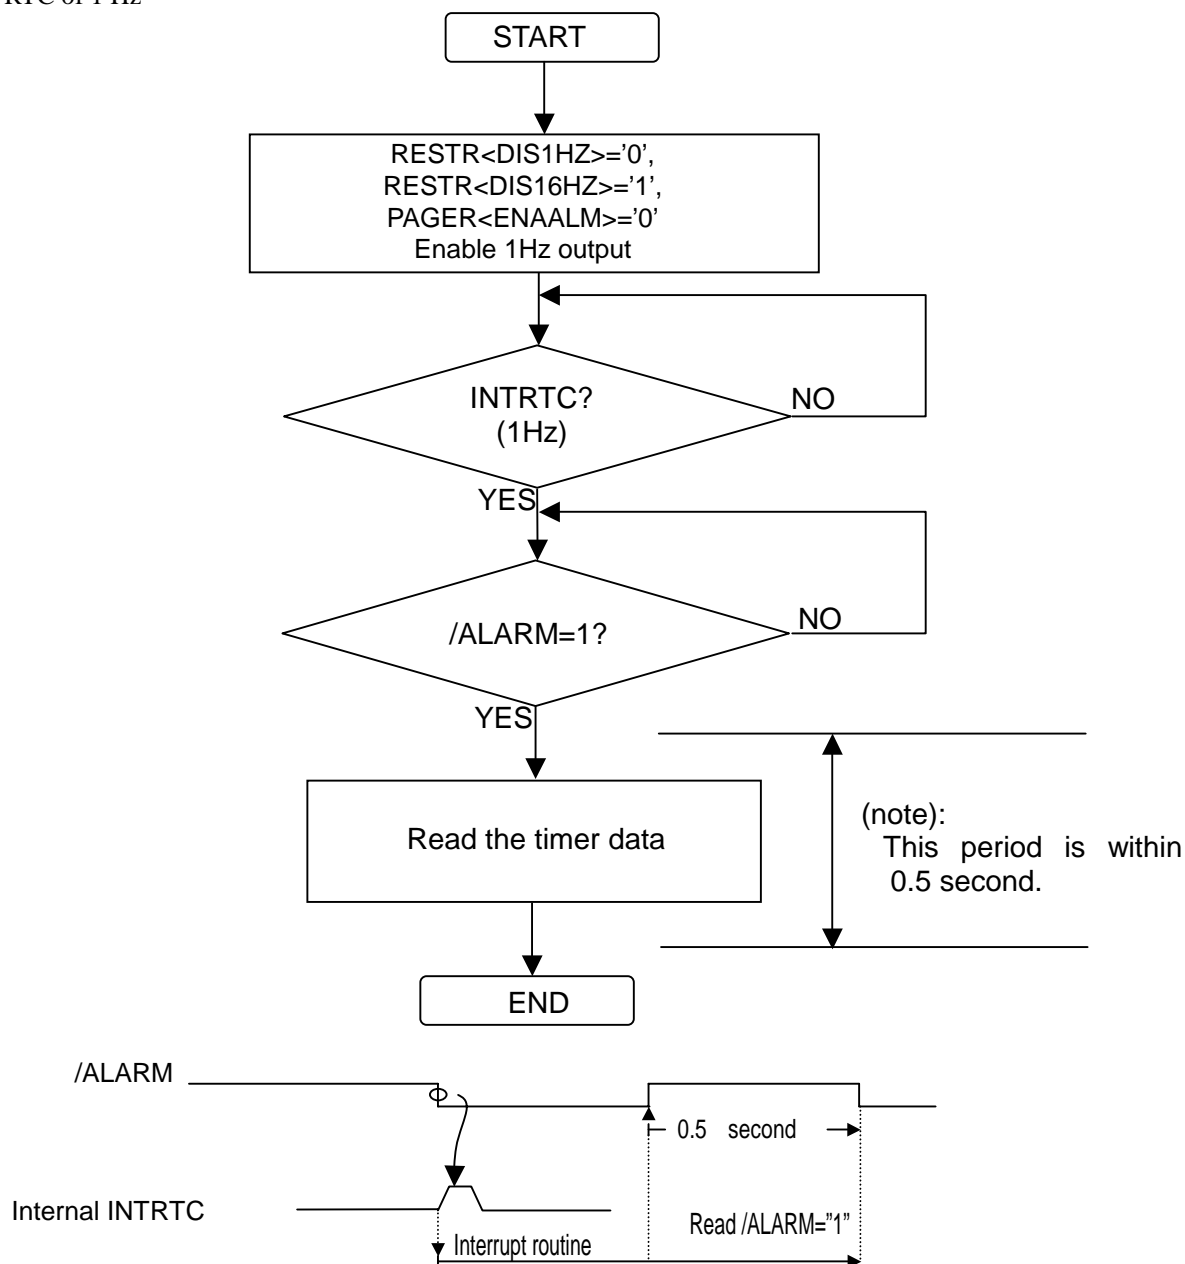 RTC of 1 Hz
START
RESTR<DIS1HZ>='0',
RESTR<DIS16HZ>='1',
PAGER<ENAALM>='0'
Enable 1Hz output
INTRTC?
(1Hz)
NO
YES
/ALARM=1?
NO
YES
Read the timer data
(note):
This period is within
0.5 second.
END
/ALARM
0.5 second
Internal INTRTC
Read /ALARM="1"
Interrupt routine